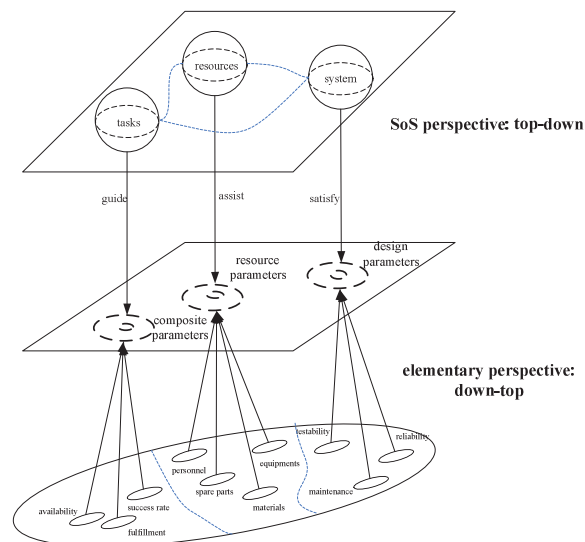 resources
system
tasks
SoS perspective: top-down
guide
assist
satisfy
resource
parameters
design
parameters
composite
parameters
elementary perspective:
down-top
testability
reliability
personnel
equipments
spare parts
maintenance
materials
availability
success rate
fulfillment